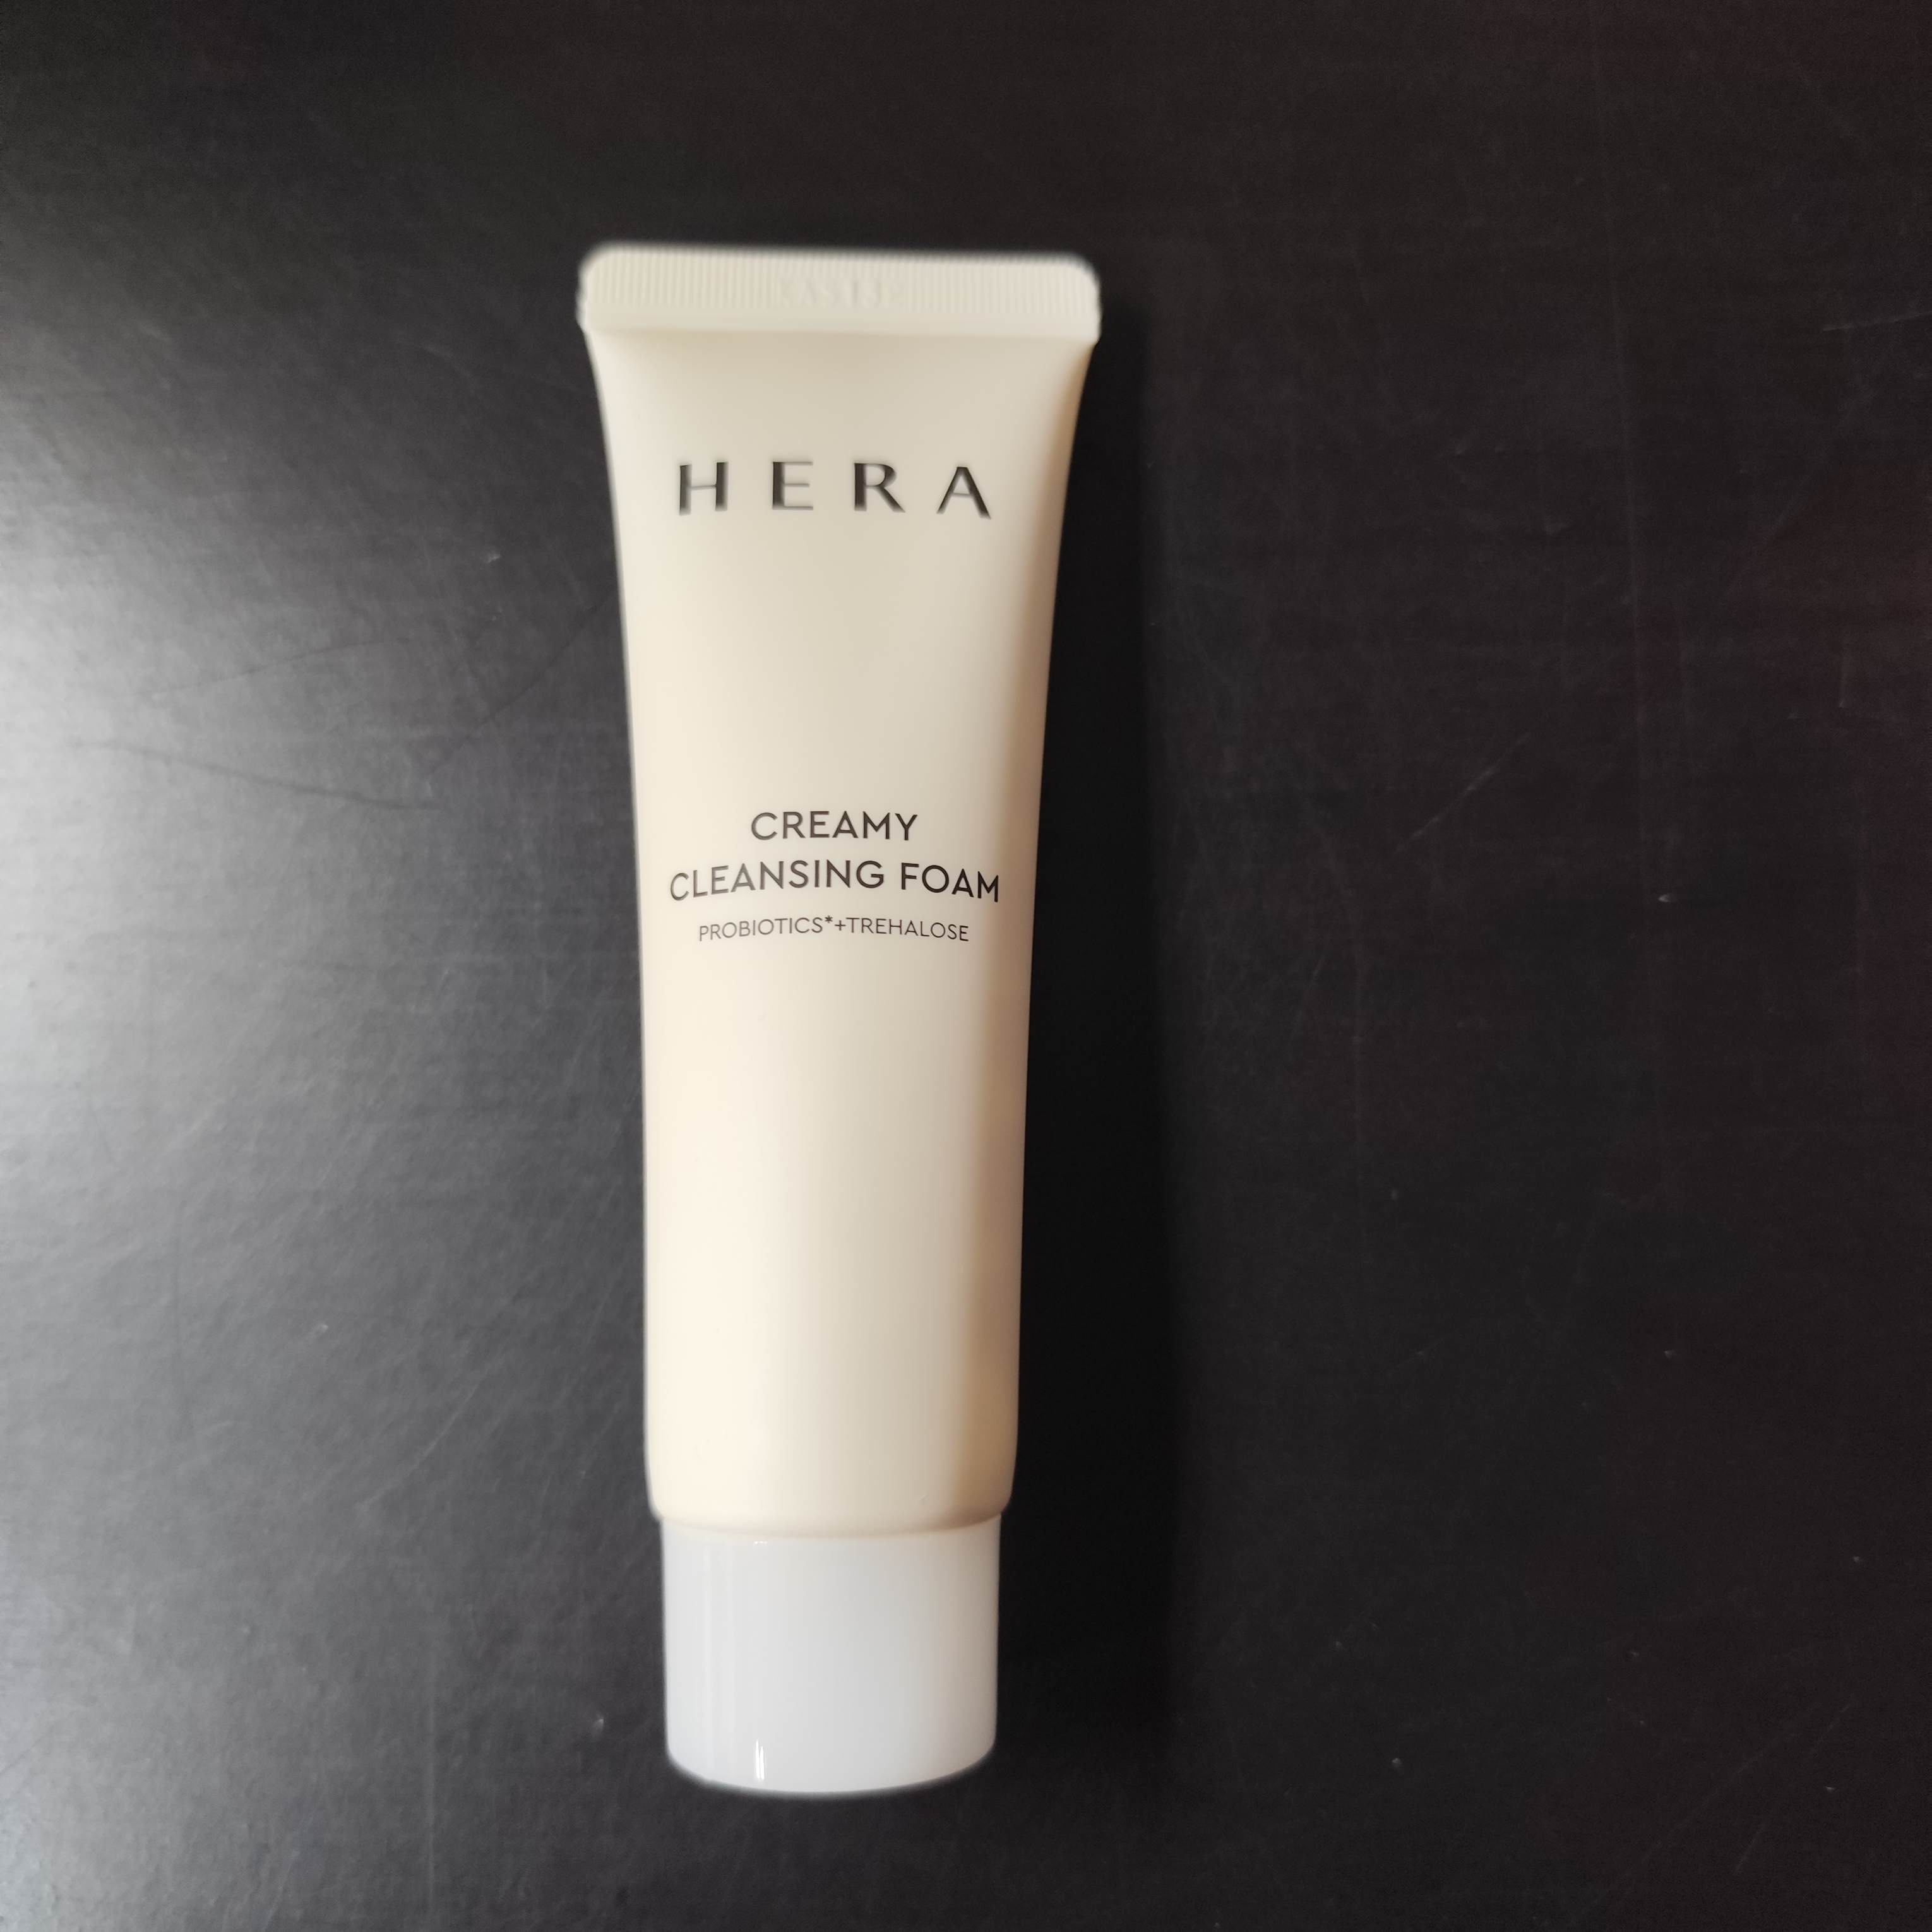 HERA
CREAMY
CLEANSING FOAM
PROBIOTICS*+TREHALOSE